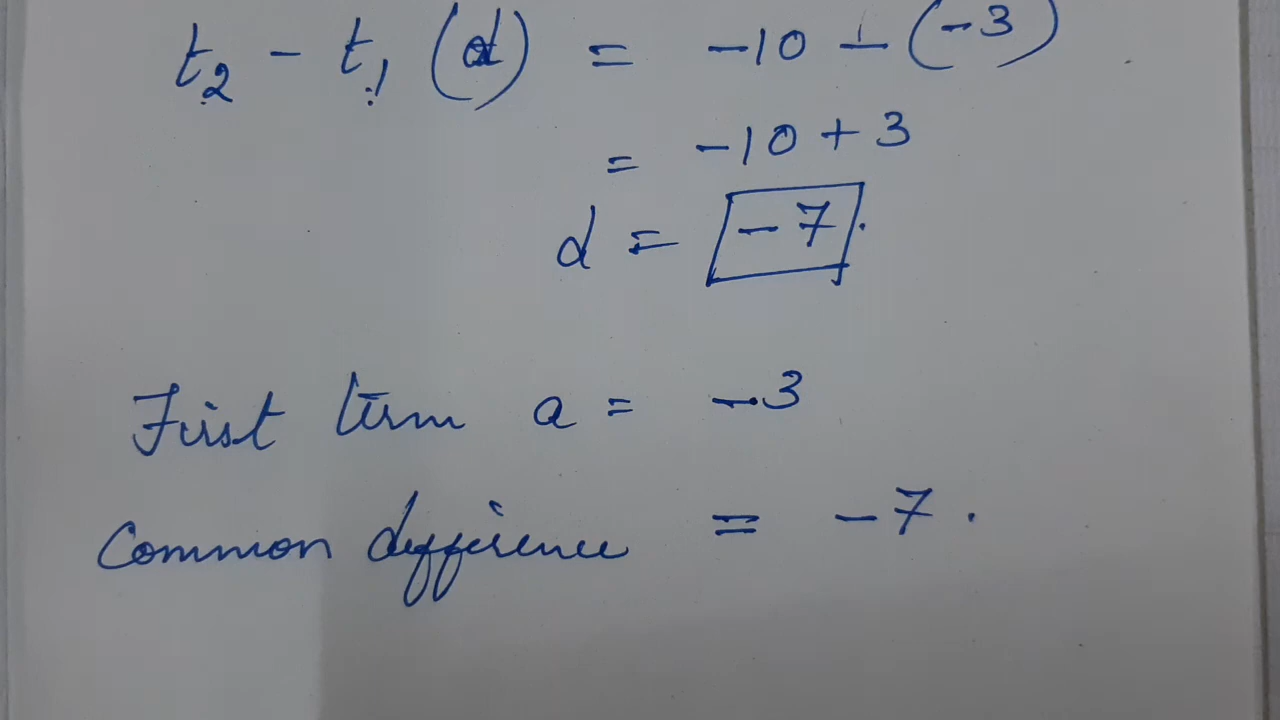 t₂ - t₁ (d) = -10 - (-3)
= -10 + 3
d = -7.
First term a = -3
Common difference = -7.